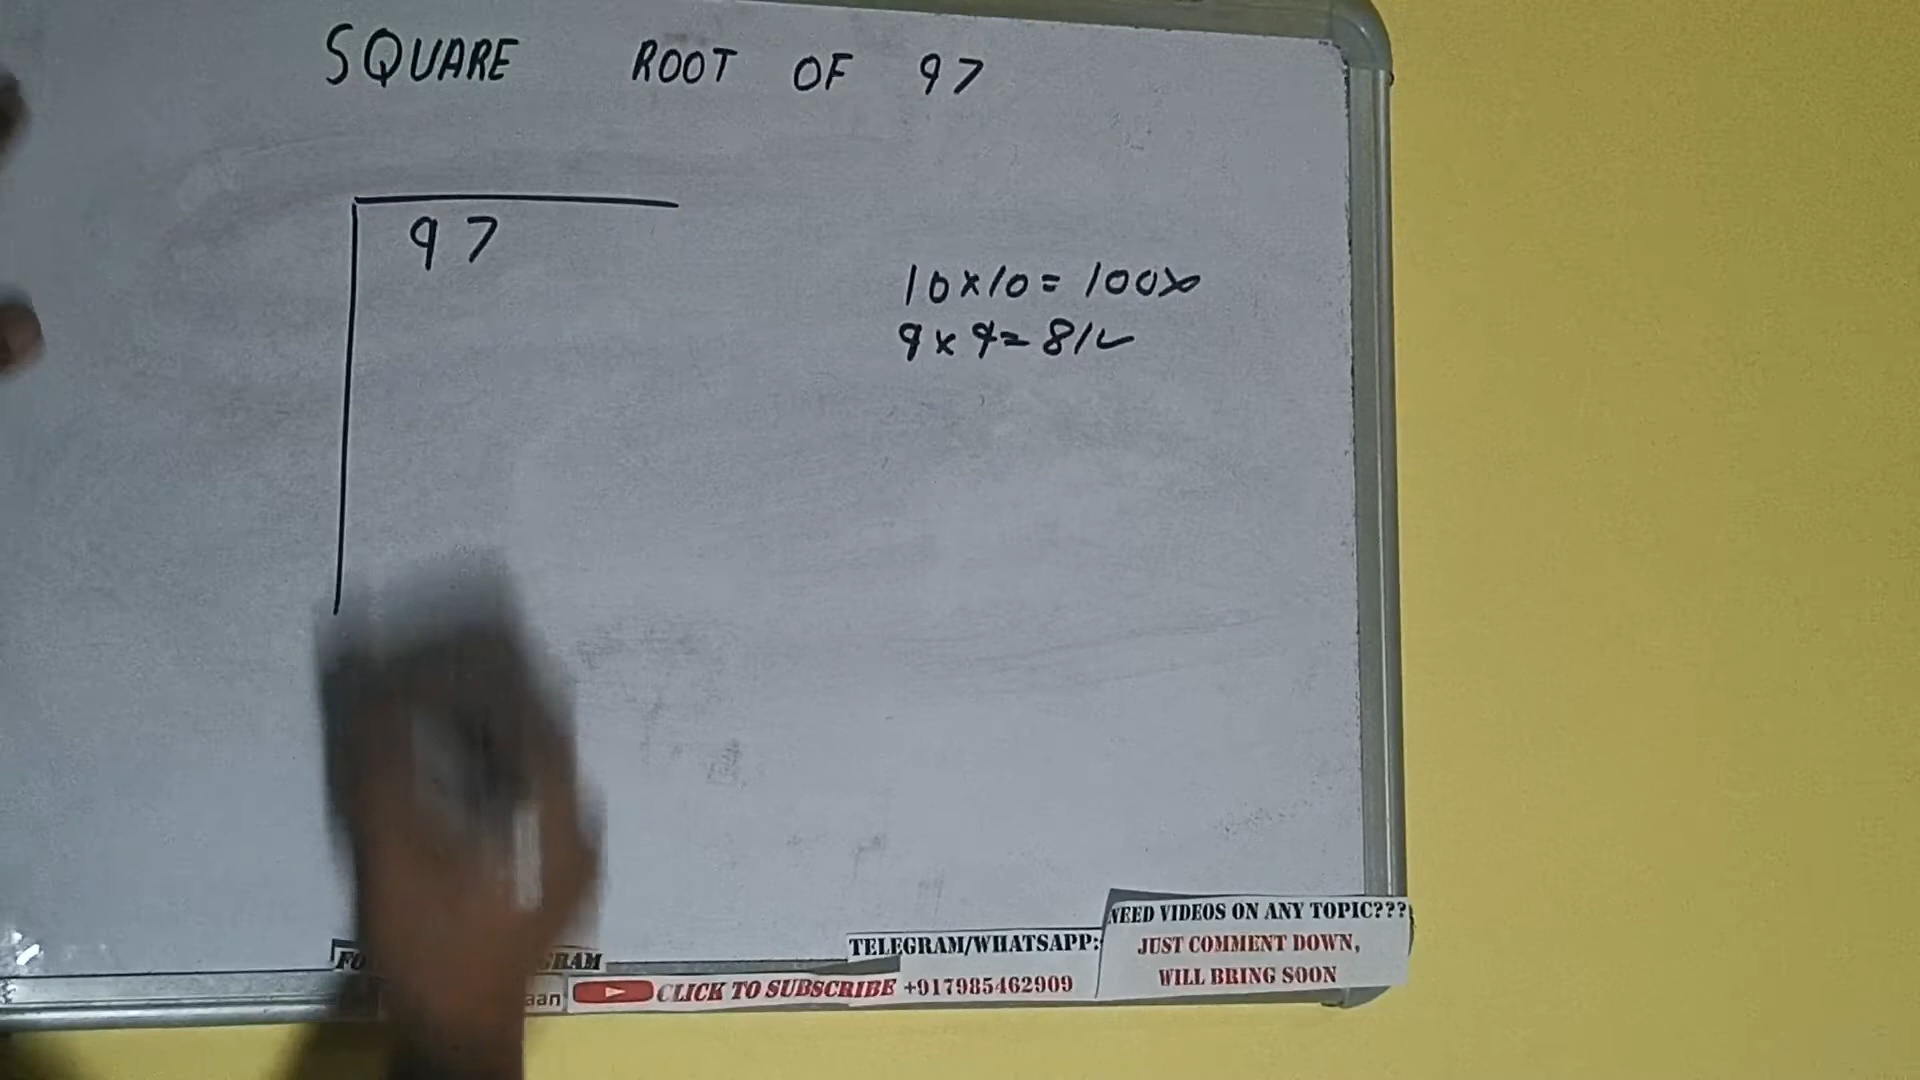 SQUARE ROOT OF 97
97
10×10=100×
9×9=81✓
NEED VIDEOS ON ANY TOPIC???
JUST COMMENT DOWN,
WILL BRING SOON
TELEGRAM/WHATSAPP:
+917985462909
CLICK TO SUBSCRIBE